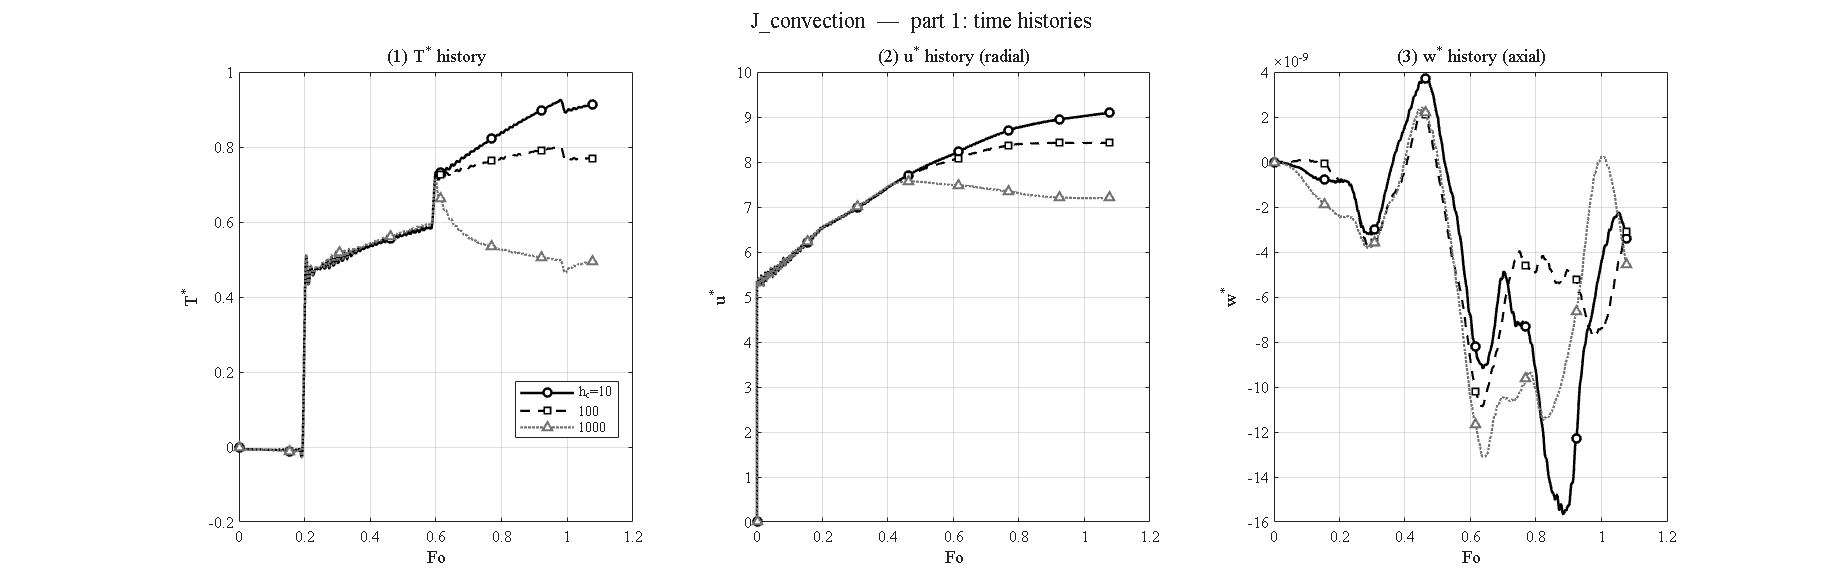 J_convection — part 1: time histories
(1) T* history
1
0.8
0.6
0.4
0.2
0
-0.2
T*
0 0.2 0.4 0.6 0.8 1 1.2
Fo
h_c=10
100
1000
(2) u* history (radial)
10
9
8
7
6
5
4
3
2
1
0
u*
0 0.2 0.4 0.6 0.8 1 1.2
Fo
(3) w* history (axial)
×10^-9
4
2
0
-2
-4
-6
-8
-10
-12
-14
-16
w*
0 0.2 0.4 0.6 0.8 1 1.2
Fo